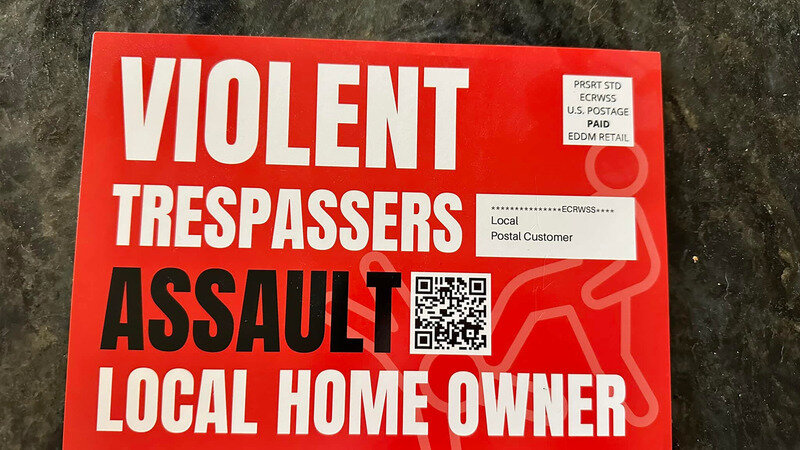 VIOLENT
PRSRT STD
ECRWSS
U.S. POSTAGE
PAID
EDDM RETAIL
TRESPASSERS
***************ECRWSS****
Local
Postal Customer
ASSAULT
LOCAL HOME OWNER